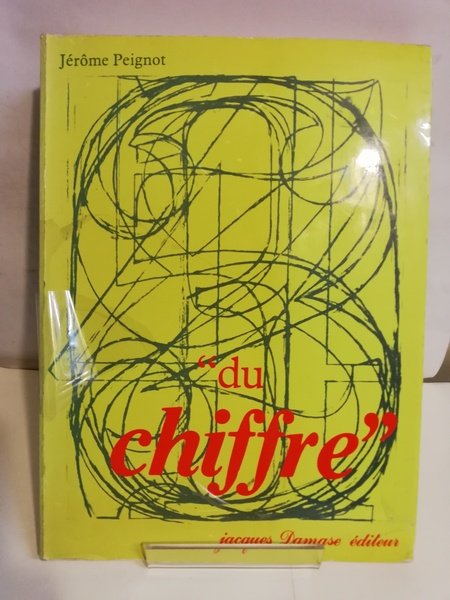 Jérôme Peignot
“du
chiffre”
jacques Damase éditeur